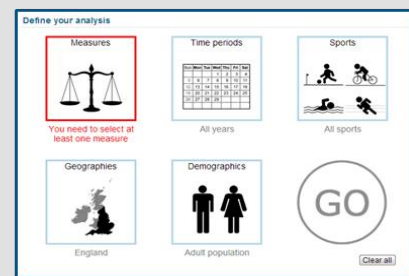 Define your analysis
Measures
Time periods
Sports
You need to select at
least one measure
All years
All sports
Geographies
Demographics
GO
England
Adult population
Clear all